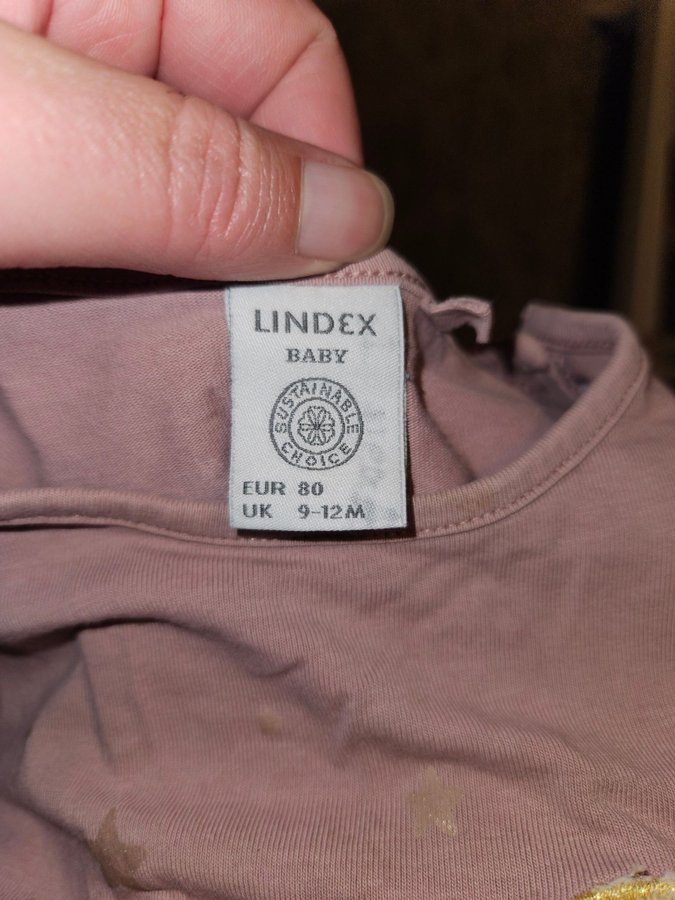 LINDEX
BABY
SUSTAINABLE
CHOICE
EUR 80
UK 9-12M